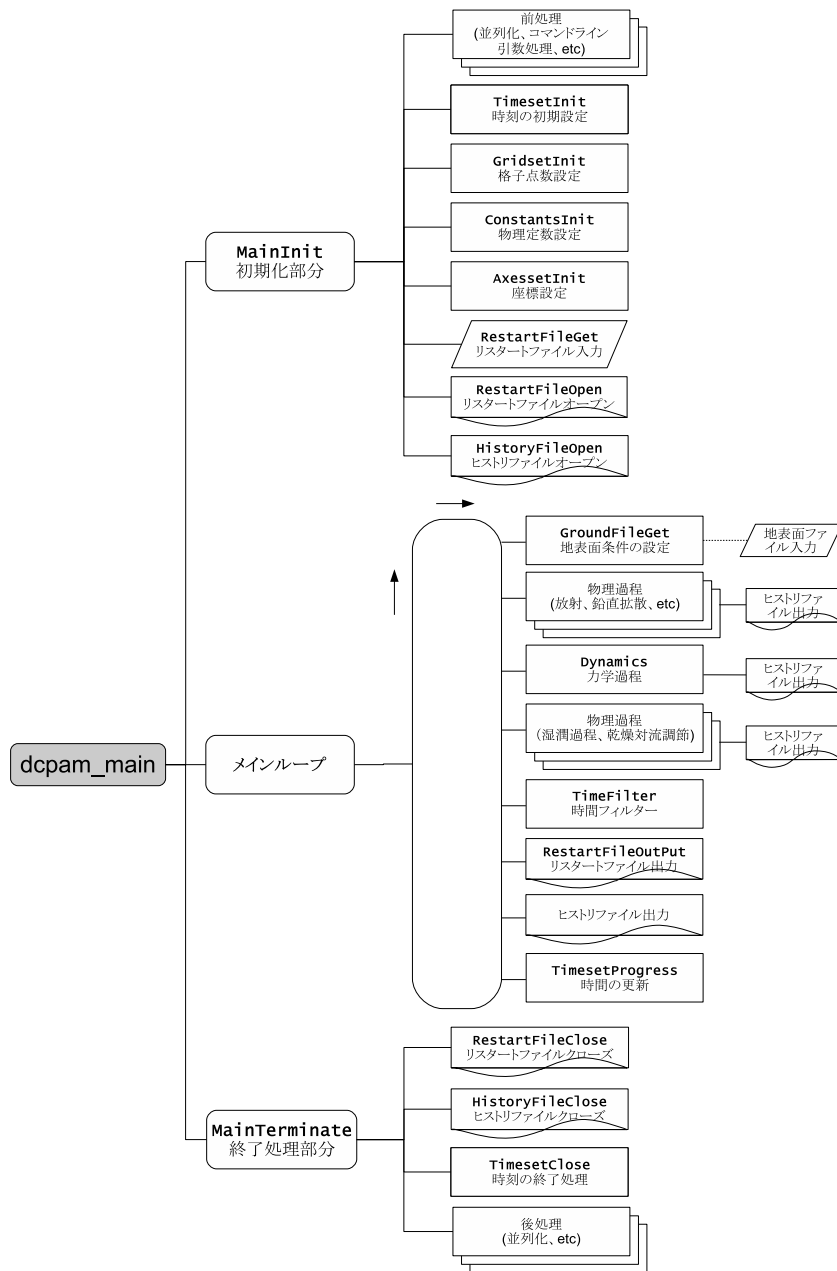 前処理
(並列化、コマンドライン
引数処理、etc)
TimesetInit
時刻の初期設定
GridsetInit
格子点数設定
ConstantsInit
物理定数設定
AxessetInit
座標設定
RestartFileGet
リスタートファイル入力
RestartFileOpen
リスタートファイルオープン
HistoryFileOpen
ヒストリファイルオープン
MainInit
初期化部分
GroundFileGet
地表面条件の設定
地表面ファ
イル入力
物理過程
(放射、鉛直拡散、etc)
ヒストリファ
イル出力
Dynamics
力学過程
ヒストリファ
イル出力
物理過程
(湿潤過程、乾燥対流調節)
ヒストリファ
イル出力
TimeFilter
時間フィルター
RestartFileOutPut
リスタートファイル出力
ヒストリファイル出力
TimesetProgress
時間の更新
dcpam_main
メインループ
RestartFileClose
リスタートファイルクローズ
HistoryFileClose
ヒストリファイルクローズ
TimesetClose
時刻の終了処理
後処理
(並列化、etc)
MainTerminate
終了処理部分